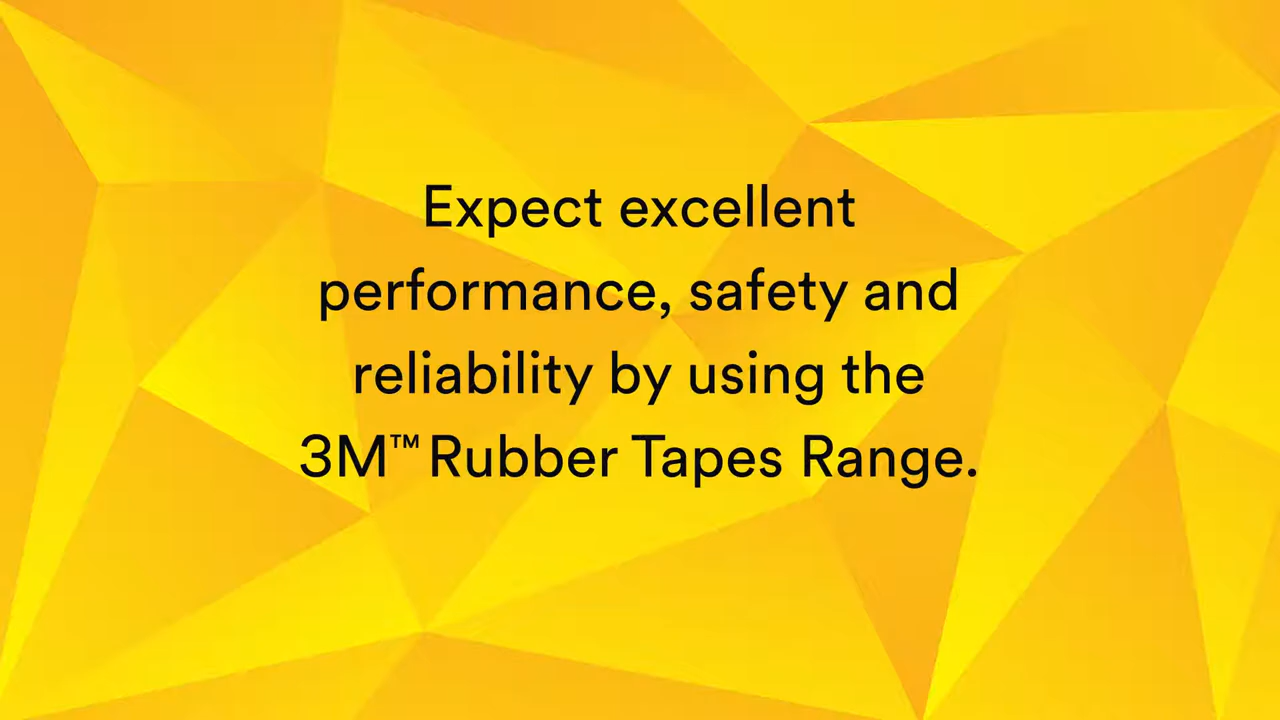 Expect excellent
performance, safety and
reliability by using the
3M™ Rubber Tapes Range.